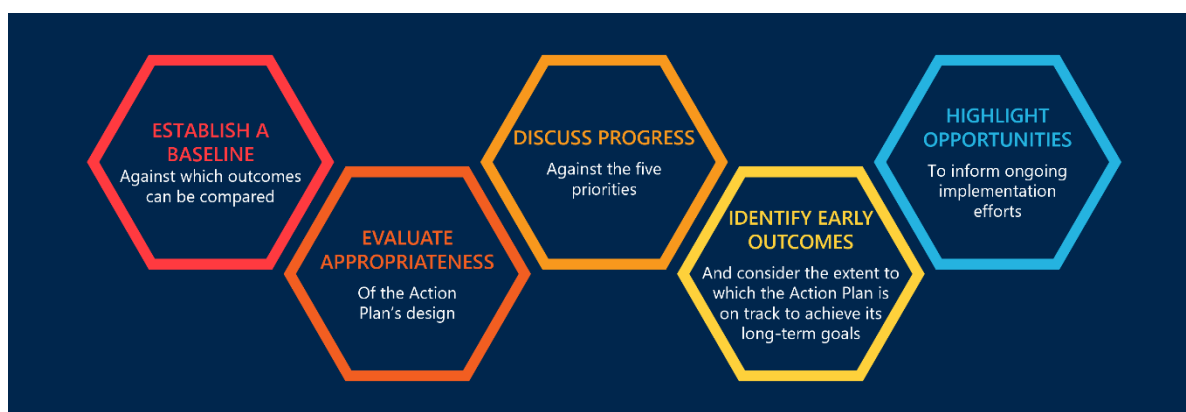 ESTABLISH A
BASELINE
Against which outcomes
can be compared
EVALUATE
APPROPRIATENESS
Of the Action
Plan's design
DISCUSS PROGRESS
Against the five
priorities
IDENTIFY EARLY
OUTCOMES
And consider the extent to
which the Action Plan is
on track to achieve its
long-term goals
HIGHLIGHT
OPPORTUNITIES
To inform ongoing
implementation
efforts